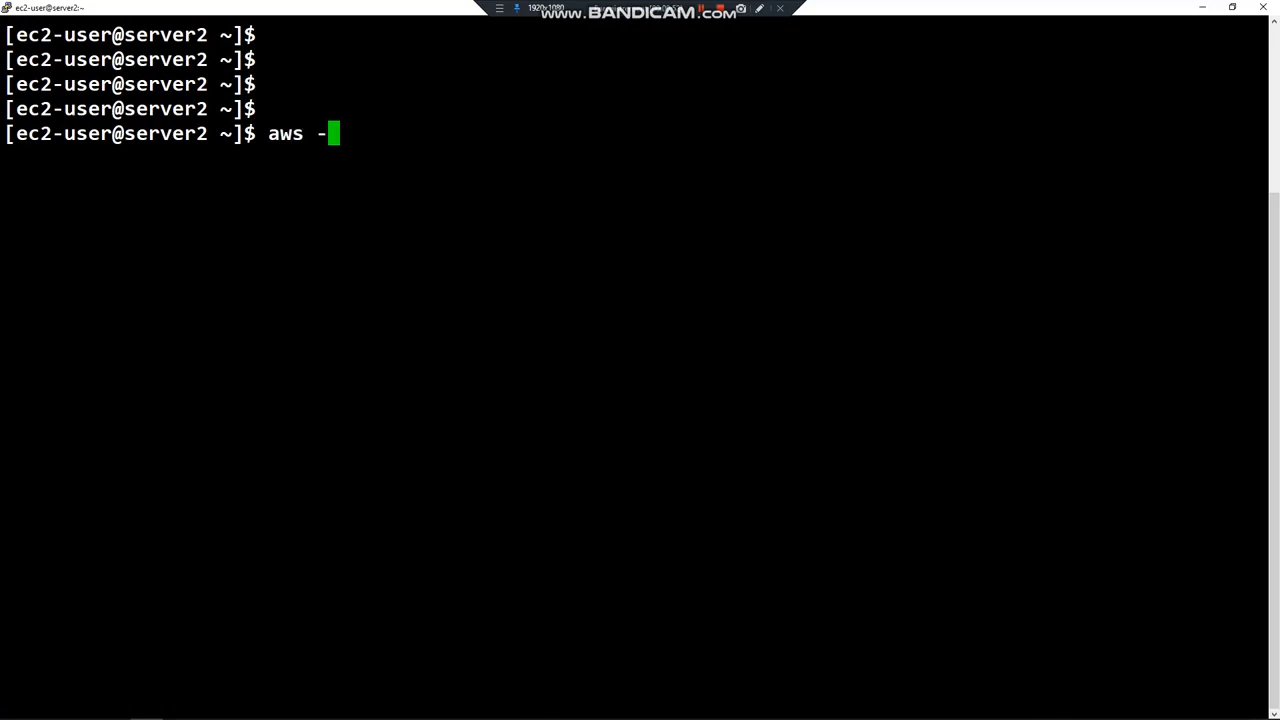 ec2-user@server2:~
1920x1080
www.BANDICAM.com
[ec2-user@server2 ~]$
[ec2-user@server2 ~]$
[ec2-user@server2 ~]$
[ec2-user@server2 ~]$
[ec2-user@server2 ~]$ aws -